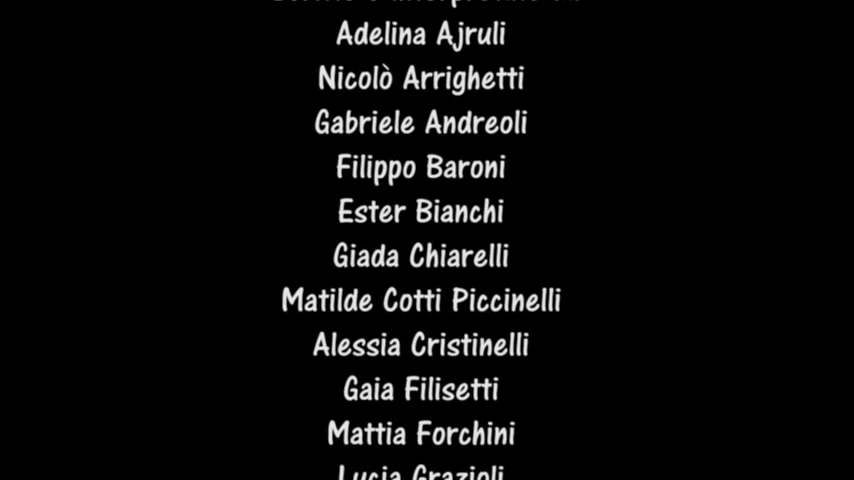 Adelina Ajruli
Nicolò Arrighetti
Gabriele Andreoli
Filippo Baroni
Ester Bianchi
Giada Chiarelli
Matilde Cotti Piccinelli
Alessia Cristinelli
Gaia Filisetti
Mattia Forchini
Lucia Grazioli